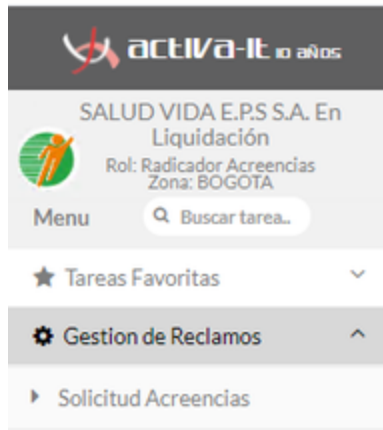 activa-it 10 años
SALUD VIDA E.P.S S.A. En
Liquidación
Rol: Radicador Acreencias
Zona: BOGOTA
Menu
Buscar tarea..
Tareas Favoritas
Gestion de Reclamos
Solicitud Acreencias